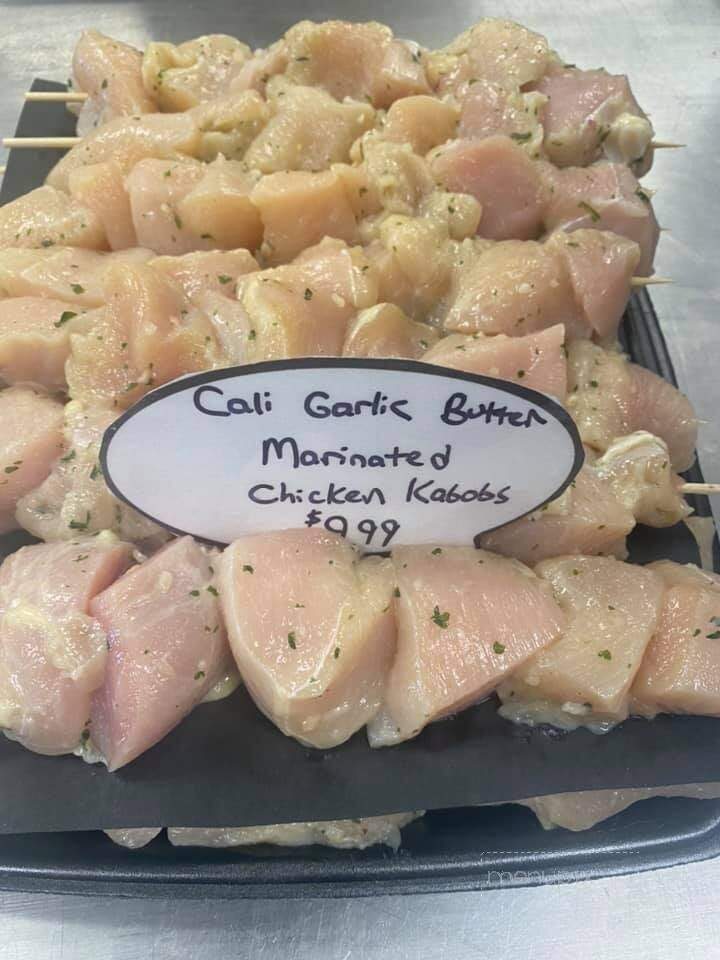 Cali Garlic Butter
Marinated
Chicken Kabobs
$9.99